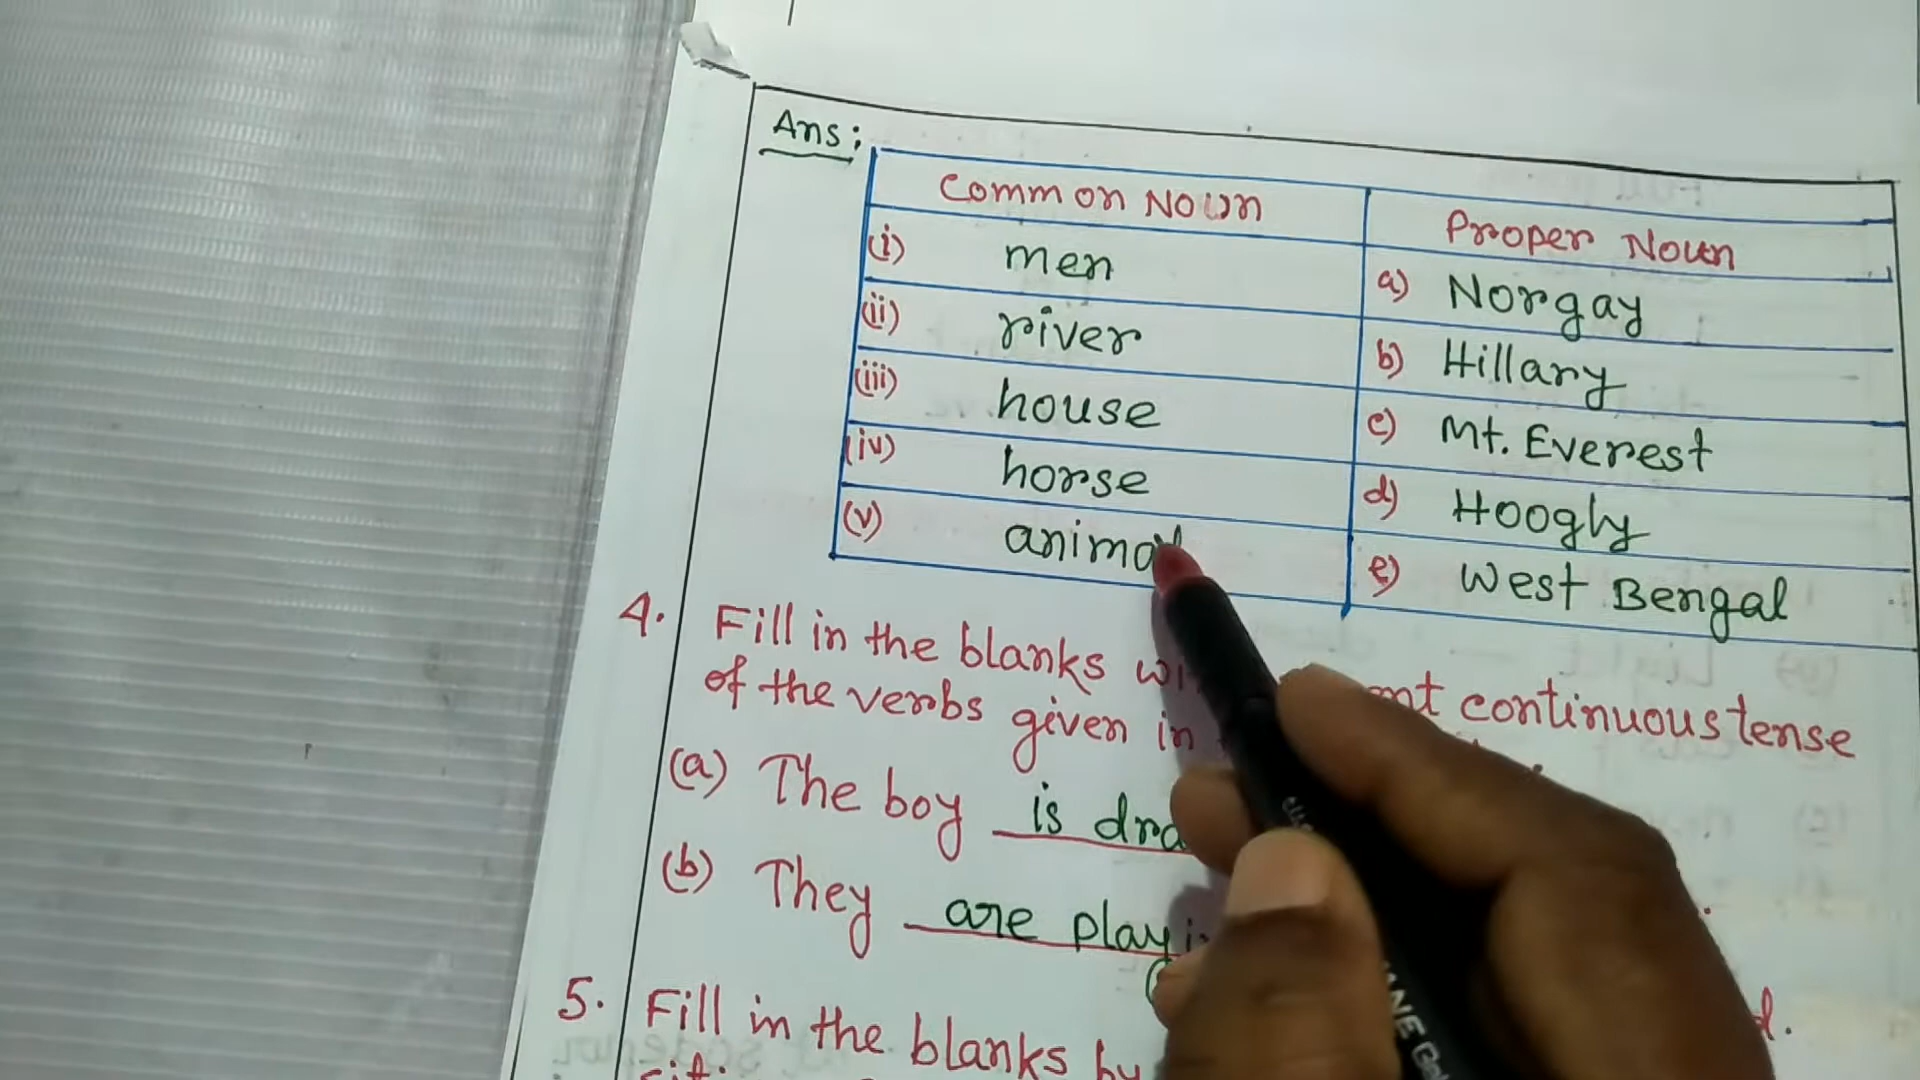 Ans:
Common Noun
Proper Noun
(i) men
a) Norgay
(ii) river
b) Hillary
(iii) house
c) Mt. Everest
(iv) horse
d) Hoogly
(v) animal
e) West Bengal
4. Fill in the blanks continuous tense
of the verbs given in
(a) The boy is
(b) They are
5. Fill in the blanks by